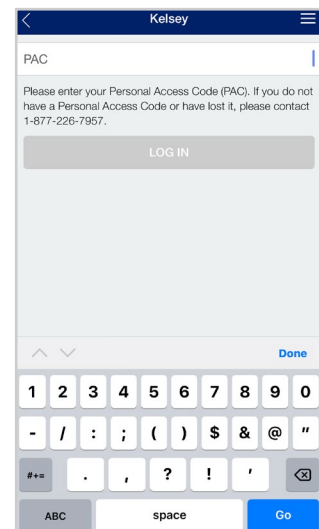 Kelsey
PAC
Please enter your Personal Access Code (PAC). If you do not
have a Personal Access Code or have lost it, please contact
1-877-226-7957.
LOG IN
Done
1 2 3 4 5 6 7 8 9 0
- / : ; ( ) $ & @ "
#+= . , ? ! '
ABC space Go